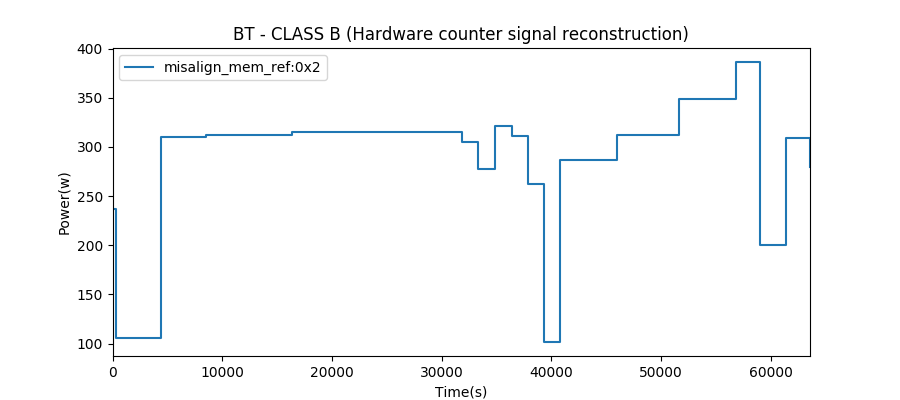 BT - CLASS B (Hardware counter signal reconstruction)
misalign_mem_ref:0x2
400
350
300
250
200
150
100
Power(w)
0 10000 20000 30000 40000 50000 60000
Time(s)